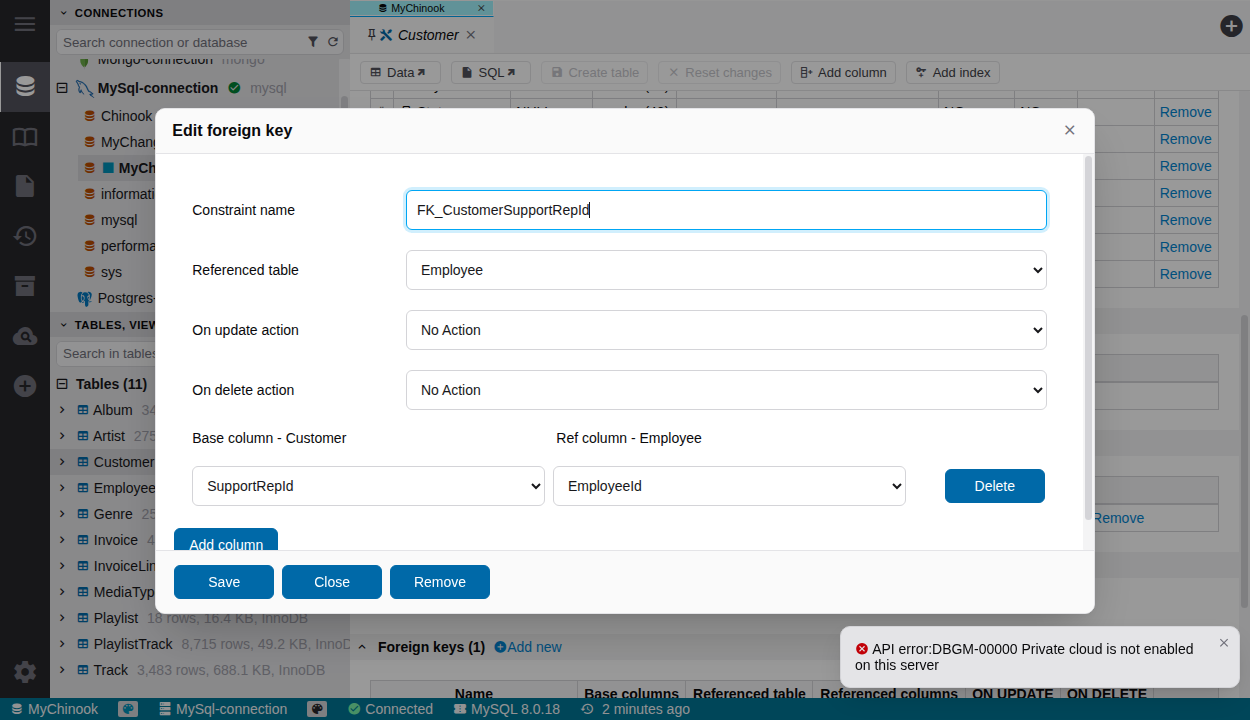 CONNECTIONS
Search connection or database
Mongo-connection mongo
MySql-connection mysql
Chinook
MyChang
MyCh
informati
mysql
performa
sys
Postgres-
TABLES, VIEW
Search in tables
Tables (11)
Album 34
Artist 275
Customer
Employee
Genre 25
Invoice 4
InvoiceLin
MediaTyp
Playlist 18 rows, 16.4 KB, InnoDB
PlaylistTrack 8,715 rows, 49.2 KB, InnoD
Track 3,483 rows, 688.1 KB, InnoDB
MyChinook
Customer
Data
SQL
Create table
Reset changes
Add column
Add index
Remove
Remove
Remove
Remove
Remove
Remove
Remove
Remove
Edit foreign key
Constraint name FK_CustomerSupportRepId
Referenced table Employee
On update action No Action
On delete action No Action
Base column - Customer Ref column - Employee
SupportRepId EmployeeId Delete
Add column
Save Close Remove
Foreign keys (1) Add new
Name Base columns Referenced table Referenced columns ON UPDATE ON DELETE
API error:DBGM-00000 Private cloud is not enabled
on this server
MyChinook MySql-connection Connected MySQL 8.0.18 2 minutes ago